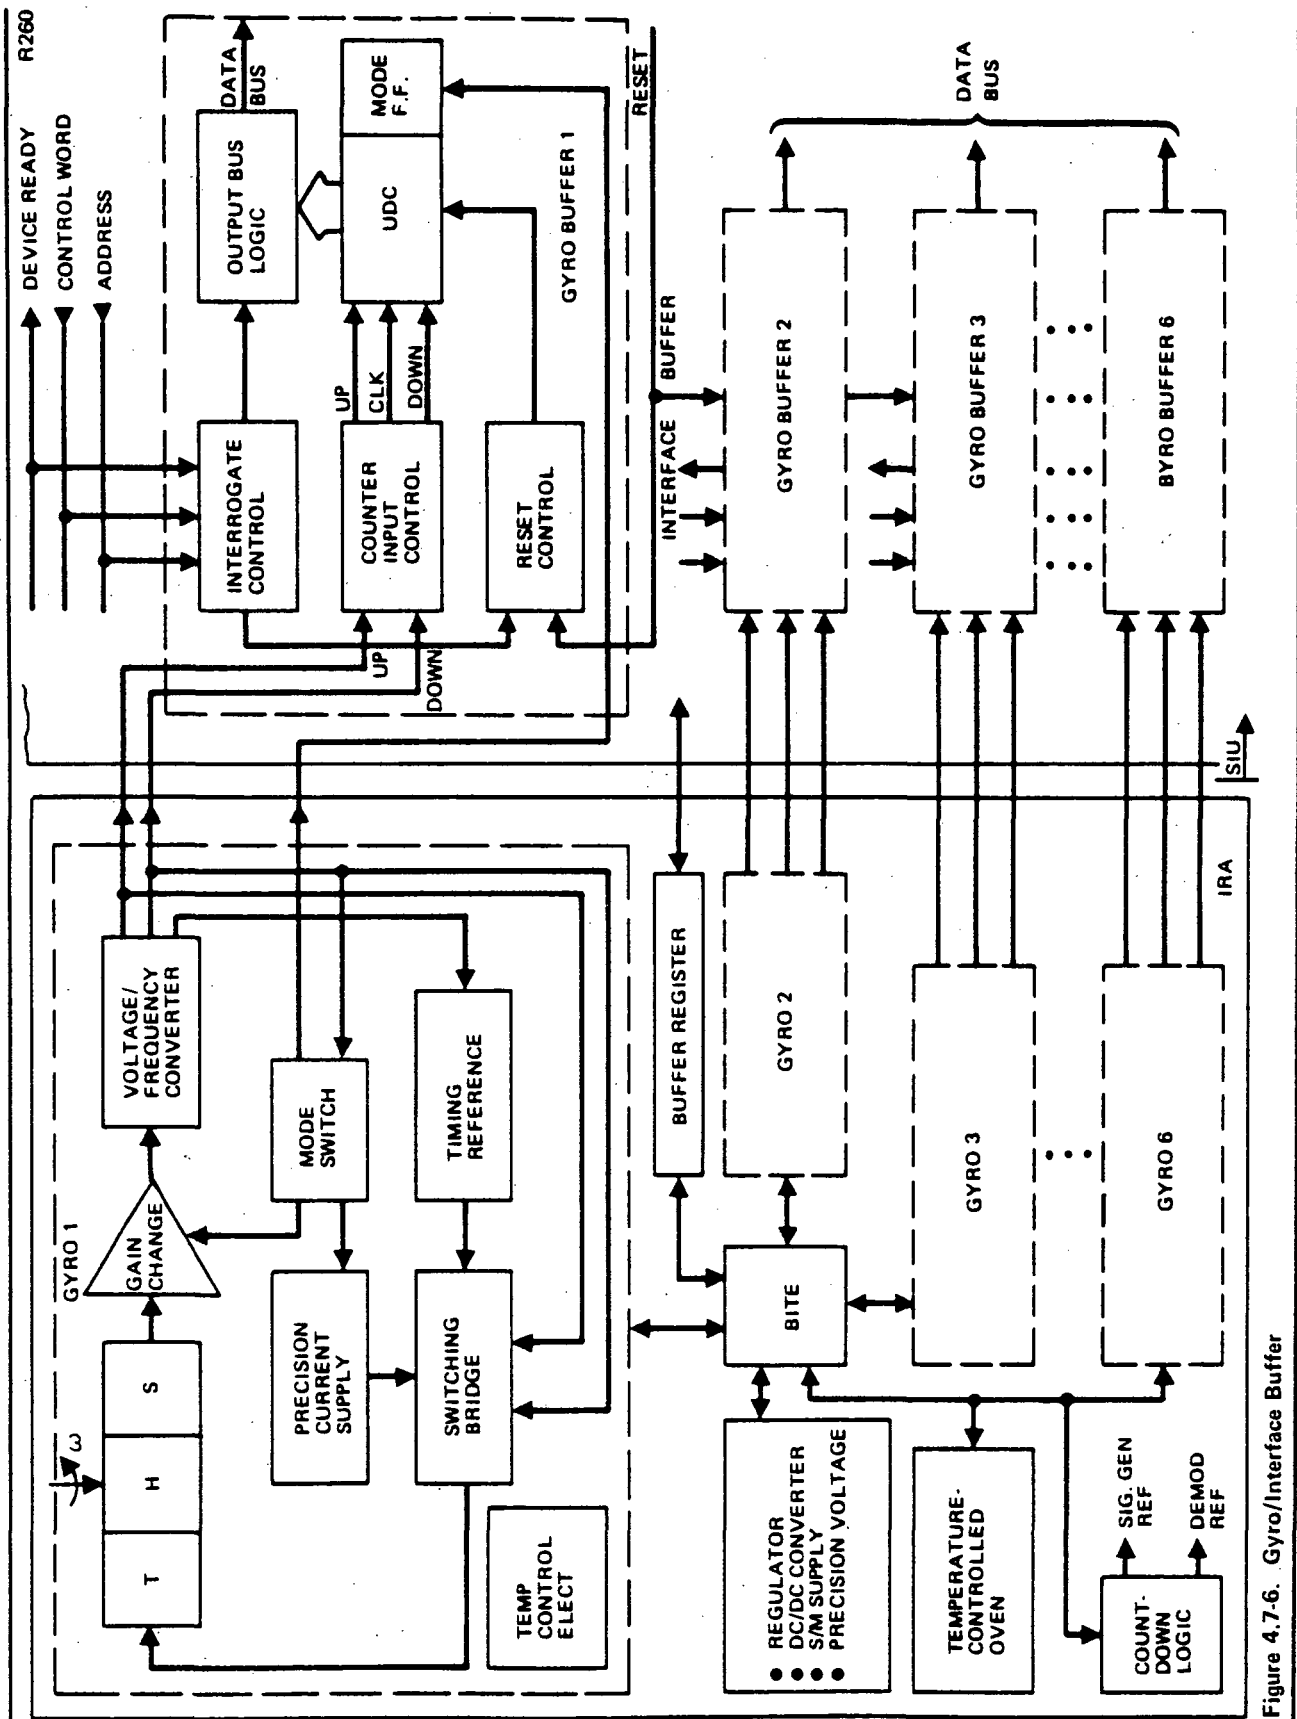 R260
DEVICE READY
CONTROL WORD
ADDRESS
GYRO 1
T
H
S
ω
GAIN
CHANGE
VOLTAGE/
FREQUENCY
CONVERTER
MODE
SWITCH
PRECISION
CURRENT
SUPPLY
TIMING
REFERENCE
SWITCHING
BRIDGE
TEMP
CONTROL
ELECT
INTERROGATE
CONTROL
OUTPUT BUS
LOGIC
DATA
BUS
UP
DOWN
COUNTER
INPUT
CONTROL
UP
CLK
DOWN
UDC
MODE
F.F.
RESET
CONTROL
GYRO BUFFER 1
RESET
INTERFACE
BUFFER
BUFFER REGISTER
REGULATOR
DC/DC CONVERTER
S/M SUPPLY
PRECISION VOLTAGE
BITE
GYRO 2
GYRO BUFFER 2
TEMPERATURE-
CONTROLLED
OVEN
GYRO 3
GYRO BUFFER 3
DATA
BUS
COUNT-
DOWN
LOGIC
SIG. GEN
REF
DEMOD
REF
GYRO 6
BYRO BUFFER 6
IRA
SIU
Figure 4.7-6. Gyro/Interface Buffer